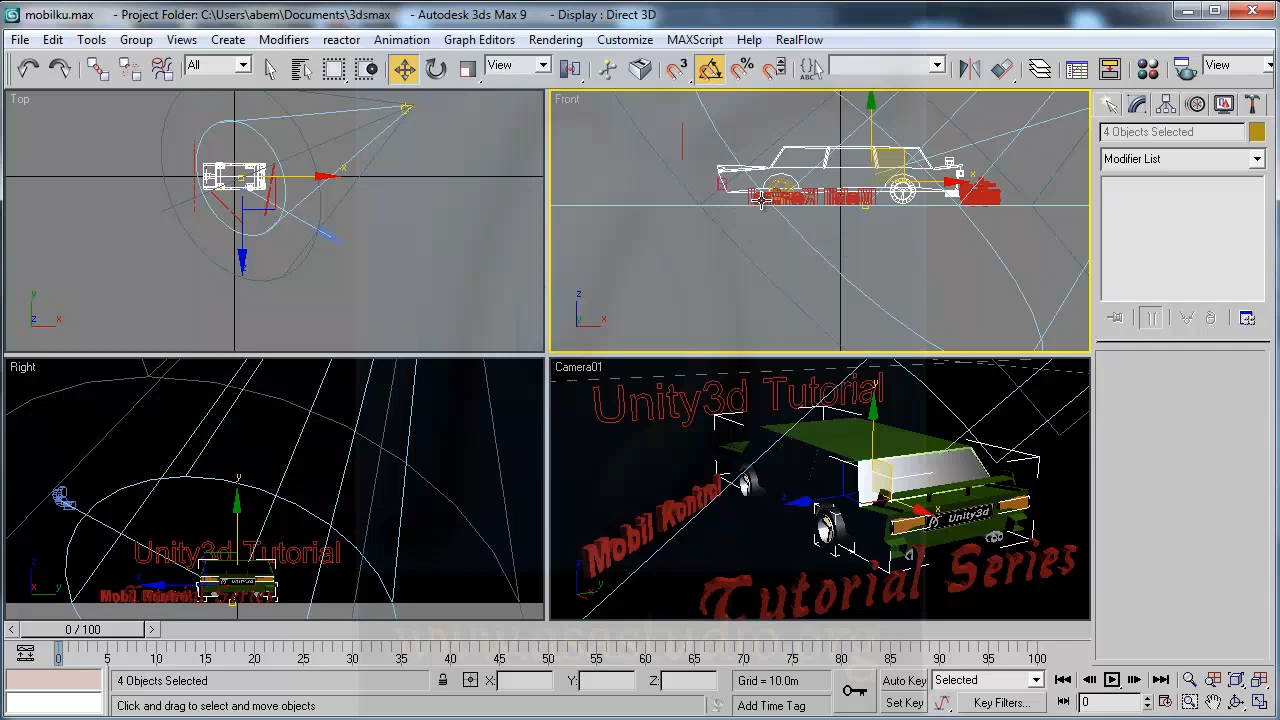 mobilku.max - Project Folder: C:\Users\abem\Documents\3dsmax - Autodesk 3ds Max 9 - Display : Direct 3D
File Edit Tools Group Views Create Modifiers reactor Animation Graph Editors Rendering Customize MAXScript Help RealFlow
All View 3 % ABC View
Top
Front
4 Objects Selected
Modifier List
x
z
y
z x
x
z
y x
Right
Camera01
Unity3d Tutorial
Mobil Kontrol
Unity3d
Tutorial Series
y
Unity3d Tutorial
Mobil Kontrol
0 / 100
0 5 10 15 20 25 30 35 40 45 50 55 60 65 70 75 80 85 90 95 100
4 Objects Selected X: Y: Z: Grid = 10.0m Auto Key Selected
Click and drag to select and move objects Add Time Tag Set Key Key Filters... 0